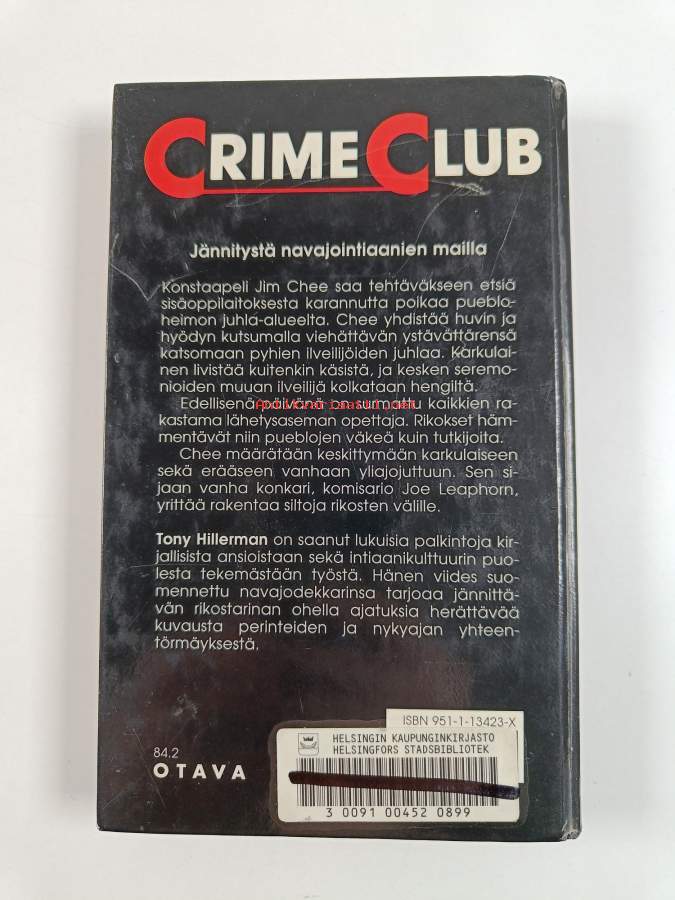 CRIME CLUB
Jännitystä navajointiaanien mailla
Konstaapeli Jim Chee saa tehtäväkseen etsiä
sisäoppilaitoksesta karannutta poikaa pueblo-
heimon juhla-alueelta. Chee yhdistää huvin ja
hyödyn kutsumalla viehättävän ystävättärensä
katsomaan pyhien ilveilijöiden juhlaa. Karkulai-
nen livistää kuitenkin käsistä, ja kesken seremo-
nioiden muuan ilveilijä kolkataan hengiltä.
Edellisenä päivänä on surmattu kaikkien ra-
kastama lähetysaseman opettaja. Rikokset häm-
mentävät niin pueblojen väkeä kuin tutkijoita.
Chee määrätään keskittymään karkulaiseen
sekä erääseen vanhaan yliajojuttuun. Sen si-
jaan vanha konkari, komisario Joe Leaphorn,
yrittää rakentaa siltoja rikosten välille.
Tony Hillerman on saanut lukuisia palkintoja kir-
jallisista ansioistaan sekä intiaanikulttuurin puo-
lesta tekemästään työstä. Hänen viides suo-
mennettu navajodekkarinsa tarjoaa jännittä-
vän rikostarinan ohella ajatuksia herättävää
kuvausta perinteiden ja nykyajan yhteen-
törmäyksestä.
ISBN 951-1-13423-X
HELSINGIN KAUPUNGINKIRJASTO
HELSINGFORS STADSBIBLIOTEK
3 0091 00452 0899
84.2
OTAVA